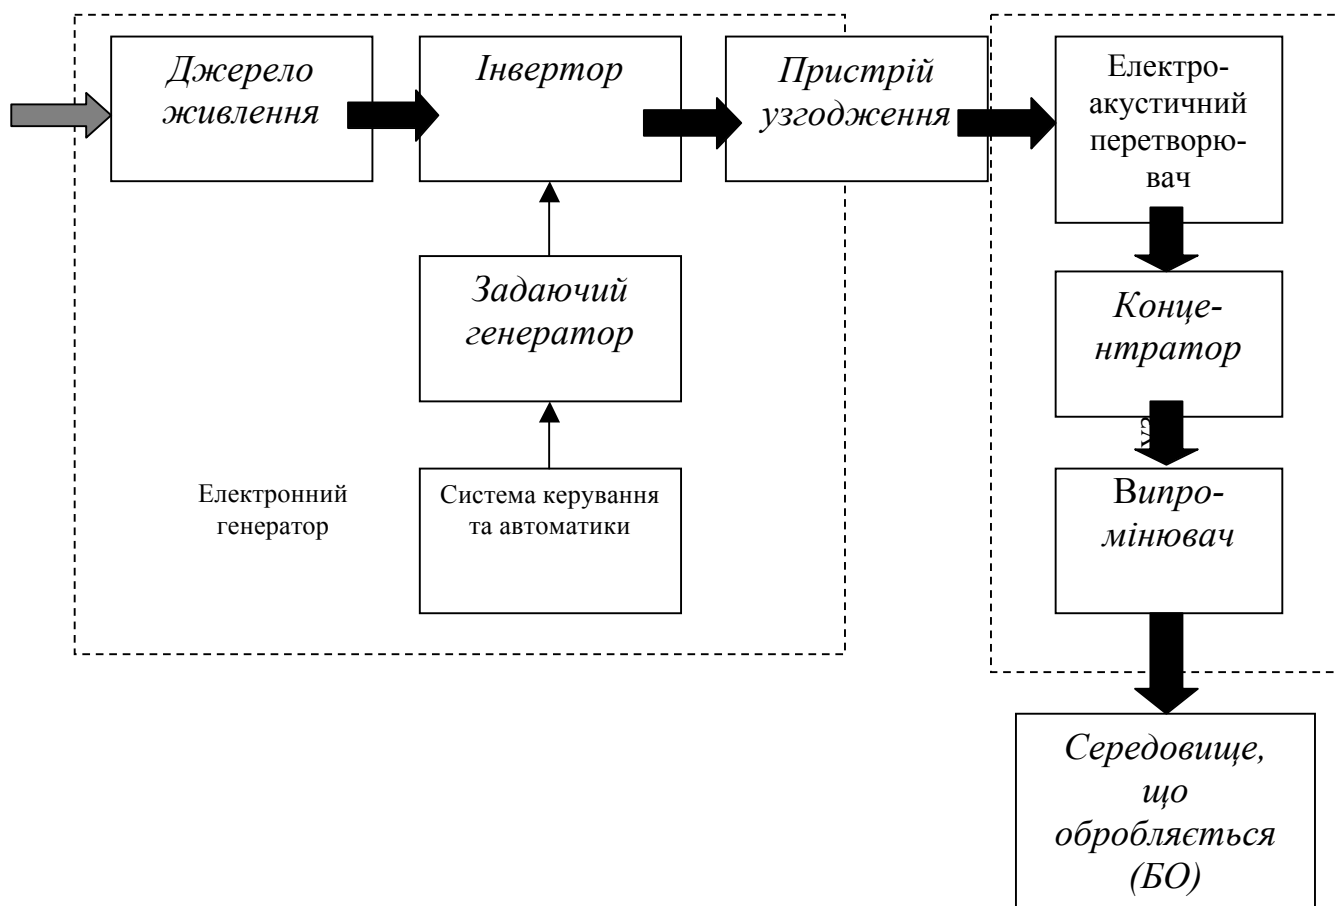 Джерело
живлення
Інвертор
Пристрій
узгодження
Електро-
акустичний
перетворю-
вач
Задаючий
генератор
Конце-
нтратор
Електронний
генератор
Система керування
та автоматики
Випро-
мінювач
Середовище,
що
обробляється
(БО)